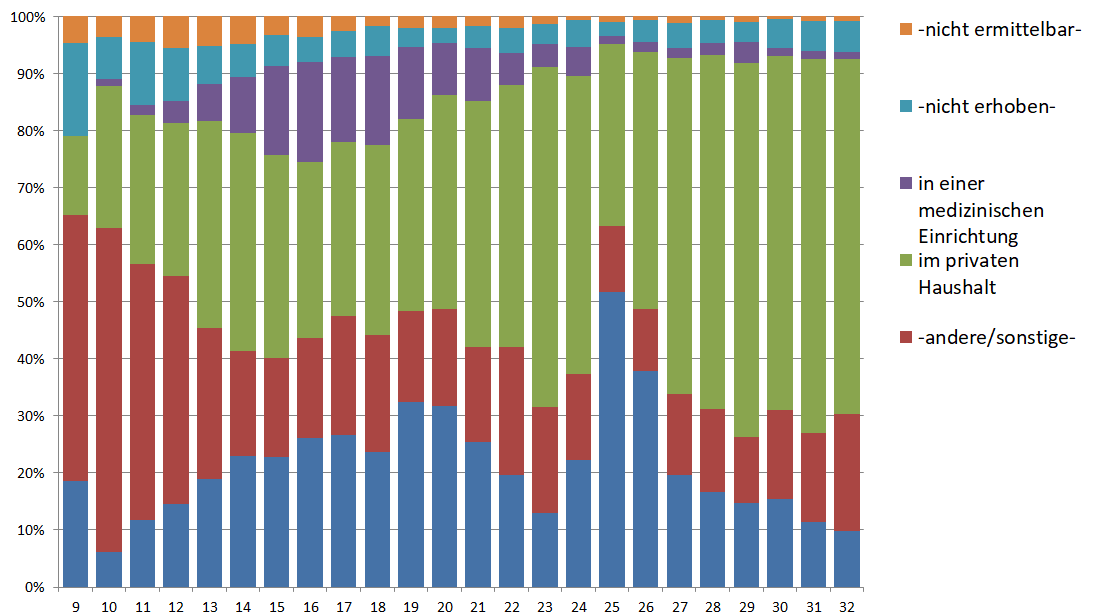 100%
90%
80%
70%
60%
50%
40%
30%
20%
10%
0%
9 10 11 12 13 14 15 16 17 18 19 20 21 22 23 24 25 26 27 28 29 30 31 32
-nicht ermittelbar-
-nicht erhoben-
in einer
medizinischen
Einrichtung
im privaten
Haushalt
-andere/sonstige-